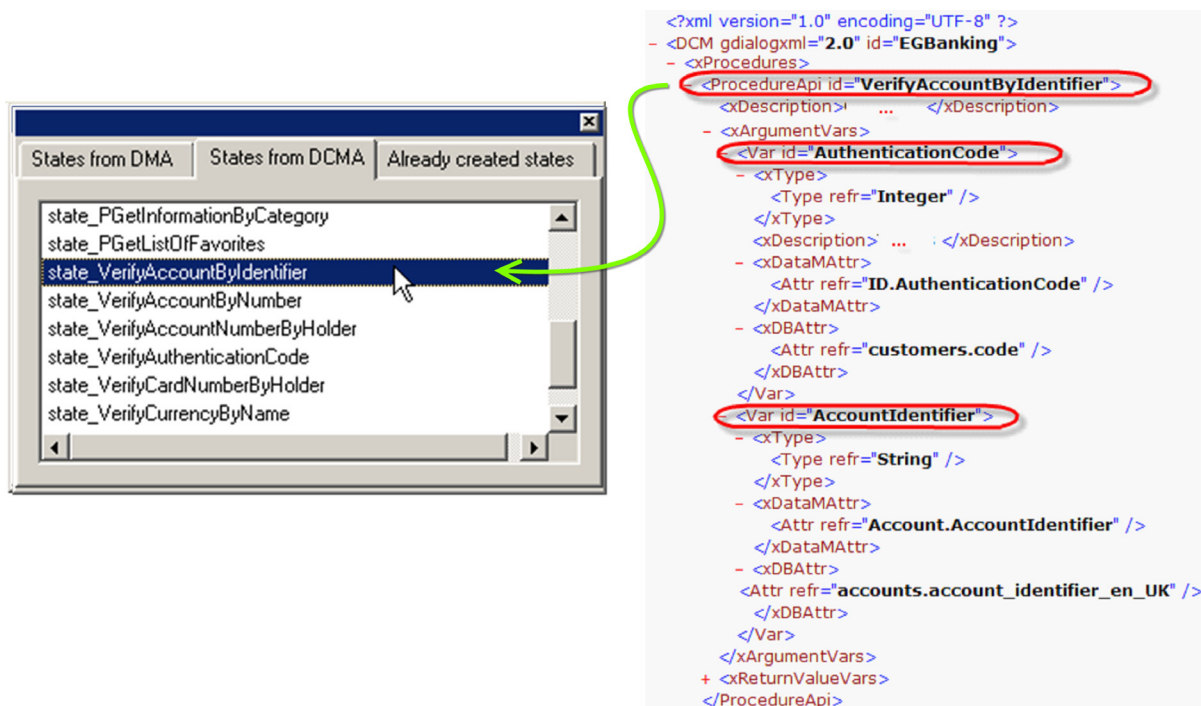 States from DMA
States from DCMA
Already created states
state_PGetInformationByCategory
state_PGetListOfFavorites
state_VerifyAccountByIdentifier
state_VerifyAccountByNumber
state_VerifyAccountNumberByHolder
state_VerifyAuthenticationCode
state_VerifyCardNumberByHolder
state_VerifyCurrencyByName
<?xml version="1.0" encoding="UTF-8" ?>
- <DCM gdialogxml="2.0" id="EGBanking">
- <xProcedures>
- <ProcedureApi id="VerifyAccountByIdentifier">
<xDescription> ... </xDescription>
- <xArgumentVars>
- <Var id="AuthenticationCode">
- <xType>
<Type refr="Integer" />
</xType>
<xDescription> ... </xDescription>
- <xDataMAttr>
<Attr refr="ID.AuthenticationCode" />
</xDataMAttr>
- <xDBAttr>
<Attr refr="customers.code" />
</xDBAttr>
</Var>
- <Var id="AccountIdentifier">
- <xType>
<Type refr="String" />
</xType>
- <xDataMAttr>
<Attr refr="Account.AccountIdentifier" />
</xDataMAttr>
- <xDBAttr>
<Attr refr="accounts.account_identifier_en_UK" />
</xDBAttr>
</Var>
</xArgumentVars>
+ <xReturnValueVars>
</ProcedureApi>